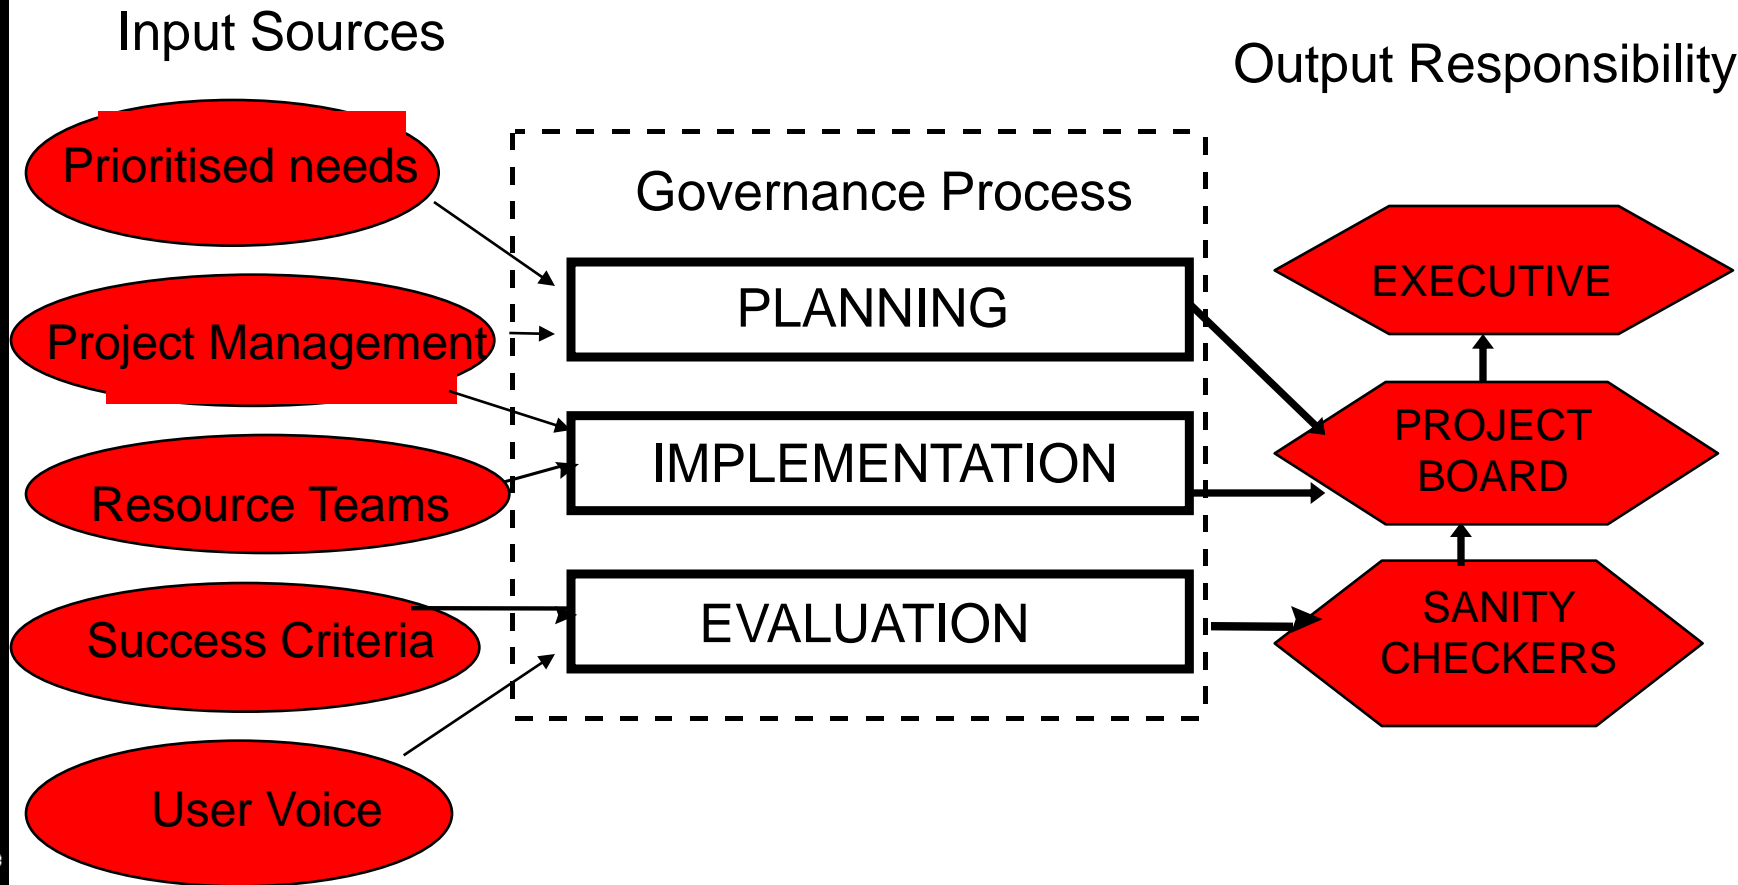 Input Sources
Output Responsibility
Prioritised needs
Project Management
Resource Teams
Success Criteria
User Voice
Governance Process
PLANNING
IMPLEMENTATION
EVALUATION
EXECUTIVE
PROJECT
BOARD
SANITY
CHECKERS